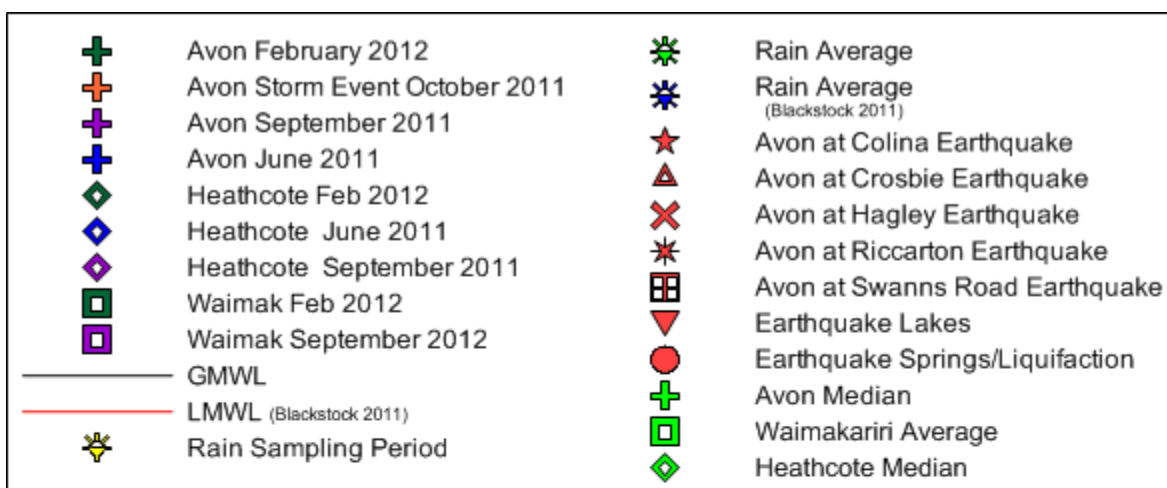 Avon February 2012
Avon Storm Event October 2011
Avon September 2011
Avon June 2011
Heathcote Feb 2012
Heathcote June 2011
Heathcote September 2011
Waimak Feb 2012
Waimak September 2012
GMWL
LMWL (Blackstock 2011)
Rain Sampling Period
Rain Average
Rain Average
(Blackstock 2011)
Avon at Colina Earthquake
Avon at Crosbie Earthquake
Avon at Hagley Earthquake
Avon at Riccarton Earthquake
Avon at Swanns Road Earthquake
Earthquake Lakes
Earthquake Springs/Liquifaction
Avon Median
Waimakariri Average
Heathcote Median